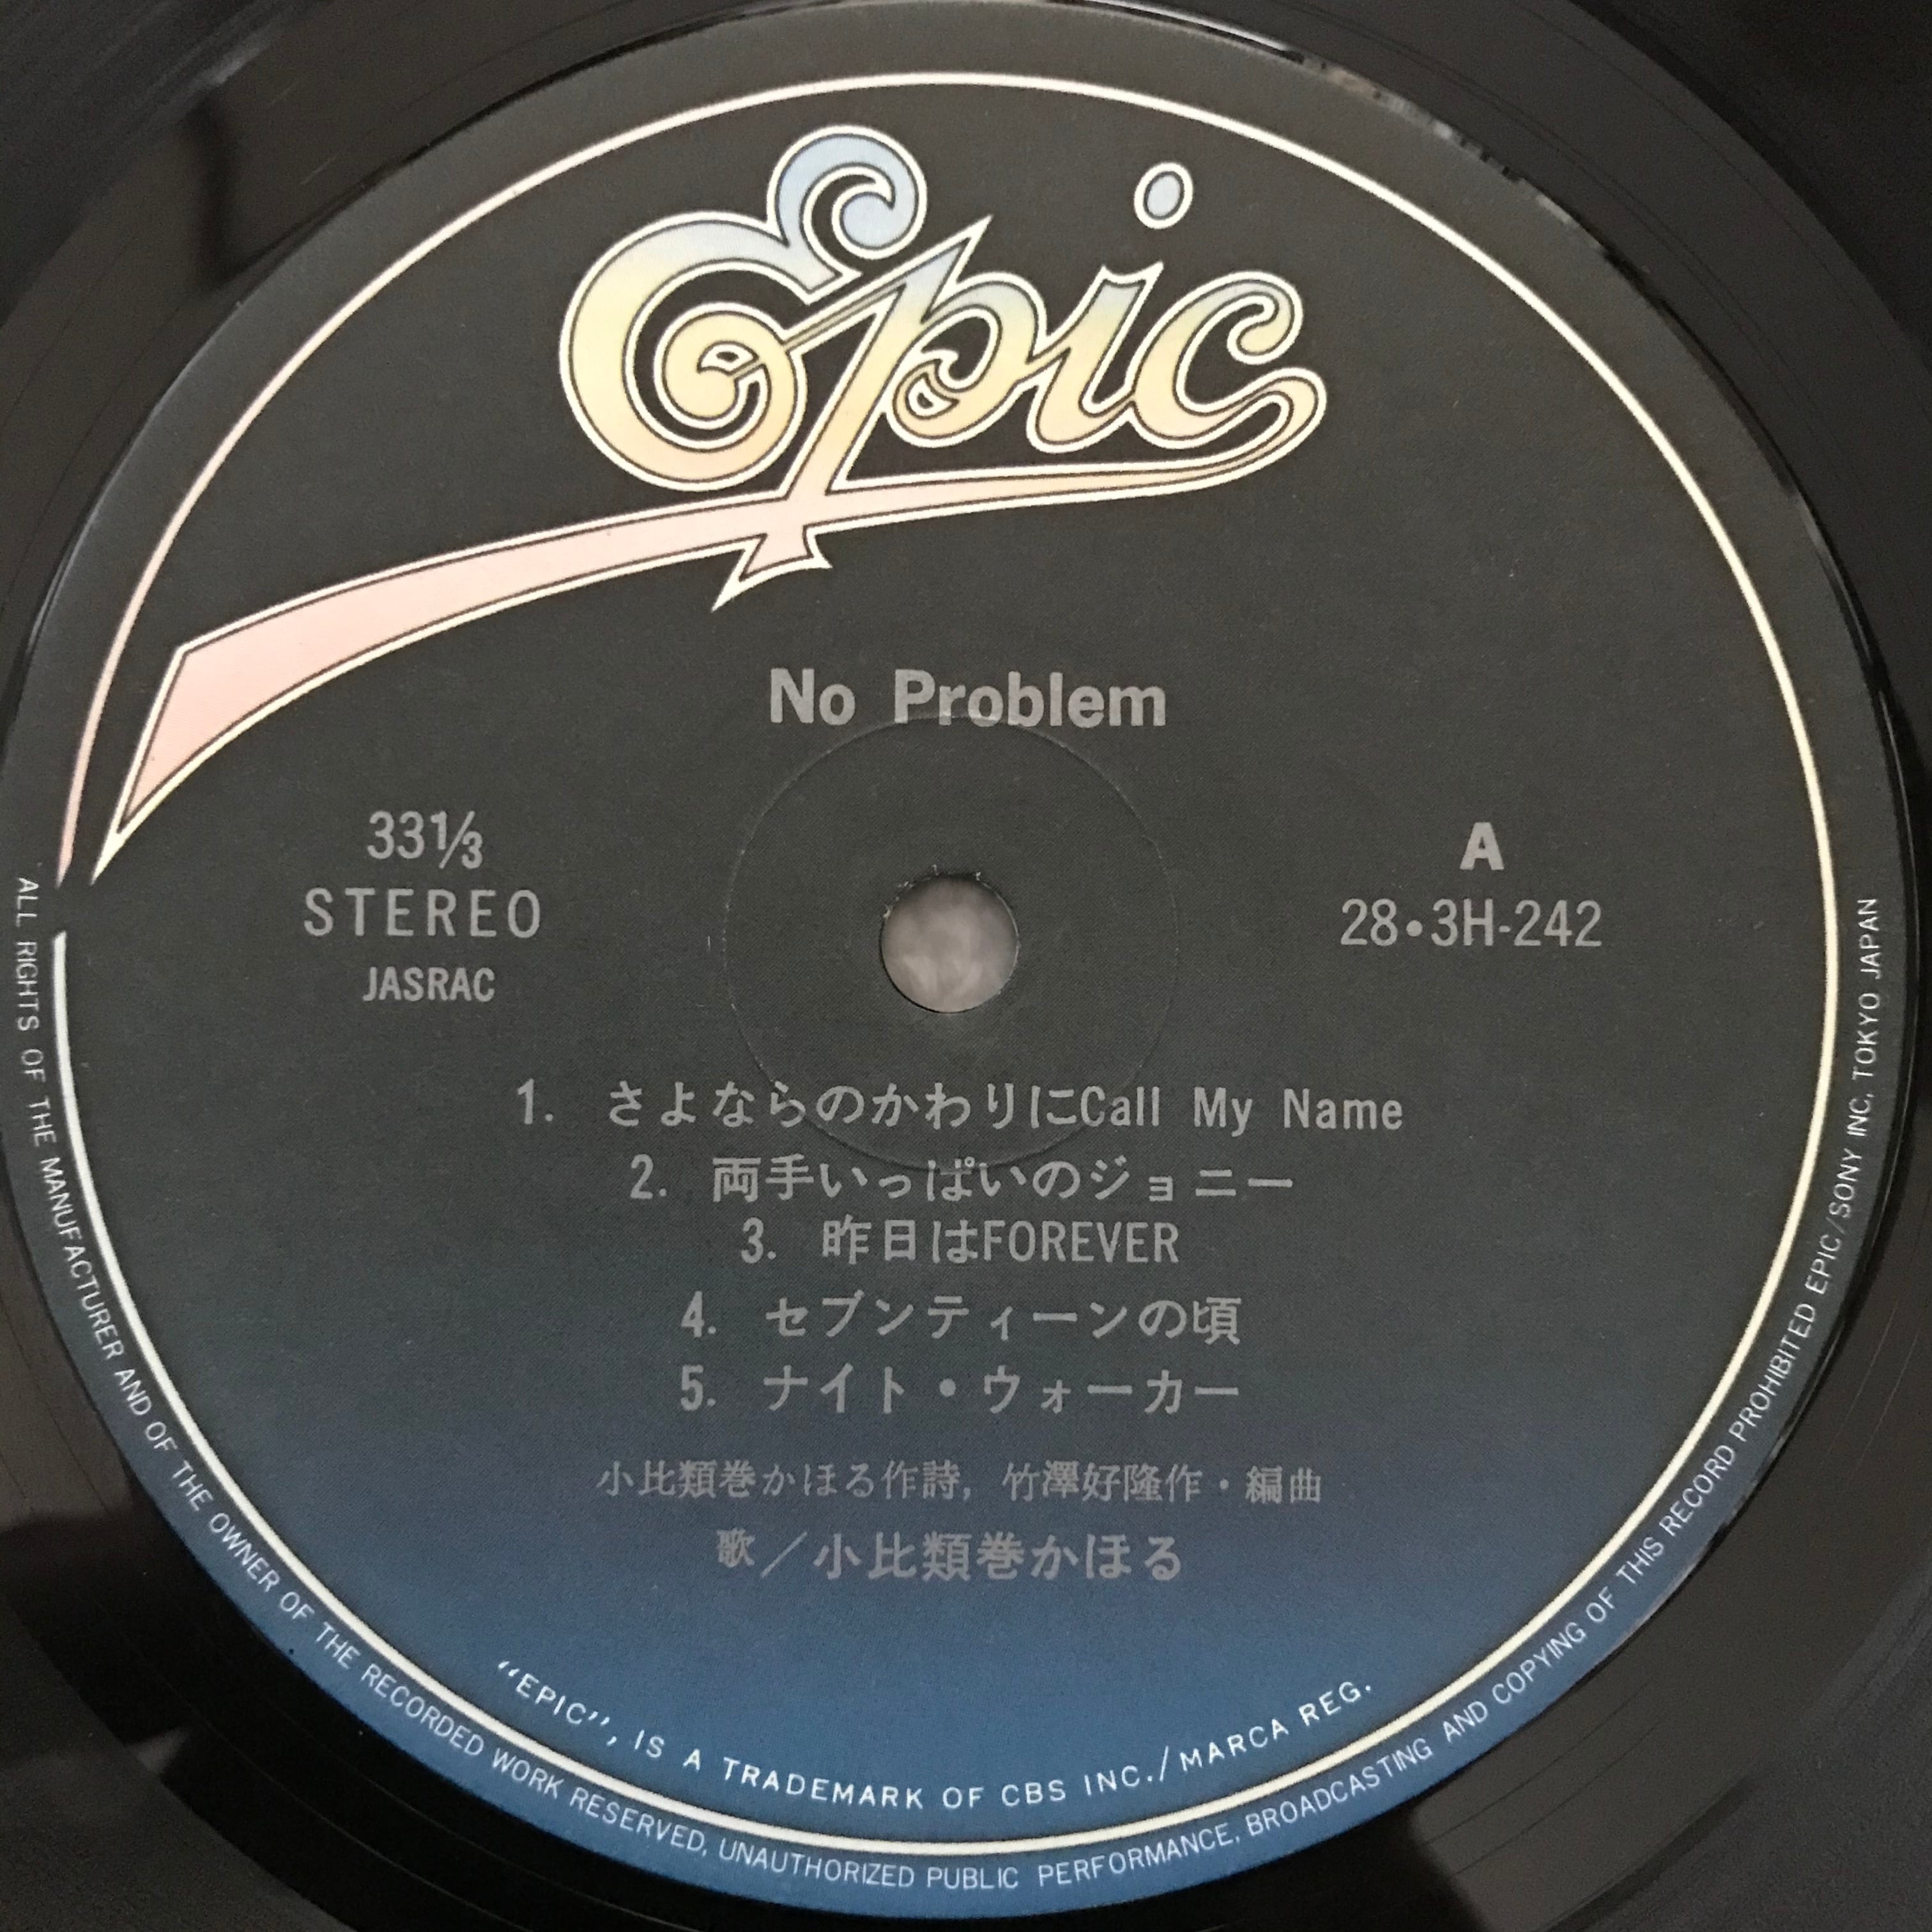 Epic
No Problem
33⅓
STEREO
JASRAC
A
28•3H-242
1. さよならのかわりにCall My Name
2. 両手いっぱいのジョニー
3. 昨日はFOREVER
4. セブンティーンの頃
5. ナイト・ウォーカー
小比類巻かほる作詩, 竹澤好隆作・編曲
歌／小比類巻かほる
“EPIC”, IS A TRADEMARK OF CBS INC./MARCA REG.
ALL RIGHTS OF THE MANUFACTURER AND OF THE OWNER OF THE RECORDED WORK RESERVED, UNAUTHORIZED PUBLIC PERFORMANCE, BROADCASTING AND COPYING OF THIS RECORD PROHIBITED EPIC/SONY INC, TOKYO JAPAN